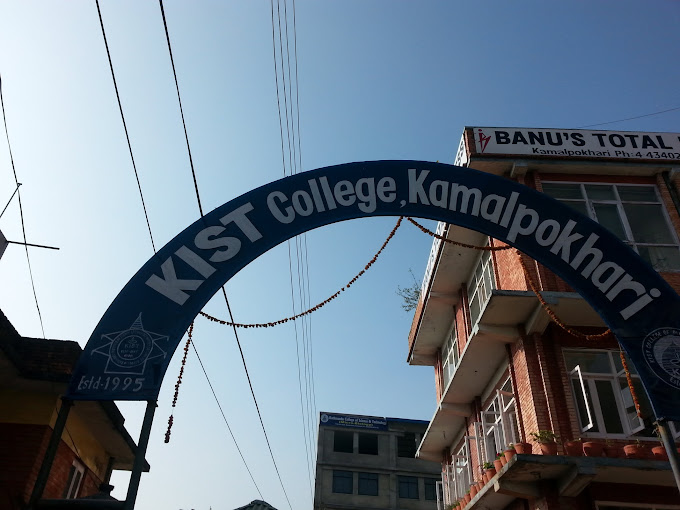 BANU'S TOTAL
Kamalpokhari Ph:4 43402
KIST College, Kamalpokhari
Estd-1995